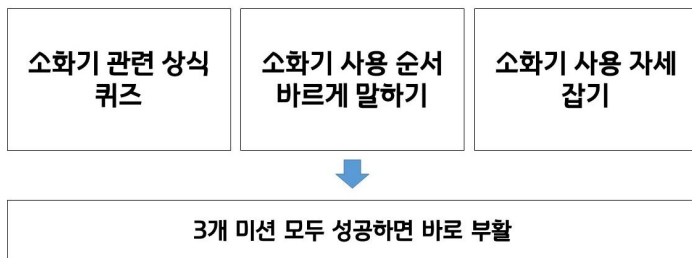 소화기 관련 상식
퀴즈
소화기 사용 순서
바르게 말하기
소화기 사용 자세
잡기
3개 미션 모두 성공하면 바로 부활